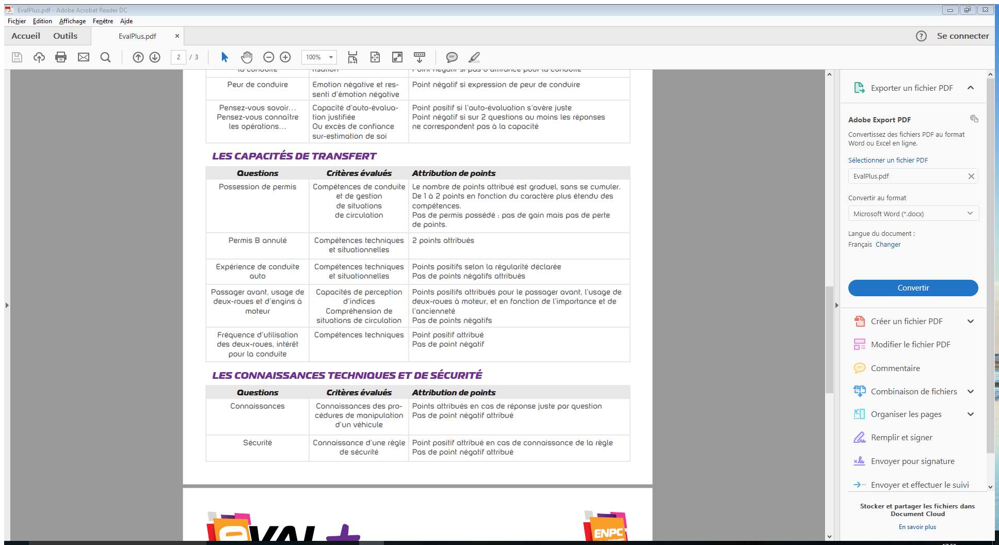 EvalPlus.pdf - Adobe Acrobat Reader DC
Fichier Edition Affichage Fenêtre Aide
Accueil Outils EvalPlus.pdf × ? Se connecter
2 / 3 100%
la conduite fisation Point négatif si pas d'attirance pour la conduite
Peur de conduire
Emotion négative et res-
senti d'émotion négative
Point négatif si expression de peur de conduire
Pensez-vous savoir...
Pensez-vous connaître
les opérations...
Capacité d'auto-évalua-
tion justifiée
Ou excès de confiance
sur-estimation de soi
Point positif si l'auto-évaluation s'avère juste
Point négatif si sur 2 questions au moins les réponses
ne correspondent pas à la capacité
LES CAPACITÉS DE TRANSFERT
Questions Critères évalués Attribution de points
Possession de permis
Compétences de conduite
et de gestion
de situations
de circulation
Le nombre de points attribué est graduel, sans se cumuler.
De 1 à 2 points en fonction du caractère plus étendu des
compétences.
Pas de permis possédé : pas de gain mais pas de perte
de points.
Permis B annulé
Compétences techniques
et situationnelles
2 points attribués
Expérience de conduite
auto
Compétences techniques
et situationnelles
Points positifs selon la régularité déclarée
Pas de points négatifs attribués
Passager avant, usage de
deux-roues et d'engins à
moteur
Capacités de perception
d'indices
Compréhension de
situations de circulation
Points positifs attribués pour le passager avant, l'usage de
deux-roues à moteur, et en fonction de l'importance et de
l'ancienneté
Pas de points négatifs
Fréquence d'utilisation
des deux-roues, intérêt
pour la conduite
Compétences techniques
Point positif attribué
Pas de point négatif
LES CONNAISSANCES TECHNIQUES ET DE SÉCURITÉ
Questions Critères évalués Attribution de points
Connaissances
Connaissances des pro-
cédures de manipulation
d'un véhicule
Points attribués en cas de réponse juste par question
Pas de point négatif attribué
Sécurité
Connaissance d'une règle
de sécurité
Point positif attribué en cas de connaissance de la règle
Pas de point négatif attribué
eVAL+
ENPC
Exporter un fichier PDF
Adobe Export PDF
Convertissez des fichiers PDF au format
Word ou Excel en ligne.
Sélectionner un fichier PDF
EvalPlus.pdf
Convertir au format
Microsoft Word (*.docx)
Langue du document :
Français Changer
Convertir
Créer un fichier PDF
Modifier le fichier PDF
Commentaire
Combinaison de fichiers
Organiser les pages
Remplir et signer
Envoyer pour signature
Envoyer et effectuer le suivi
Stocker et partager les fichiers dans
Document Cloud
En savoir plus